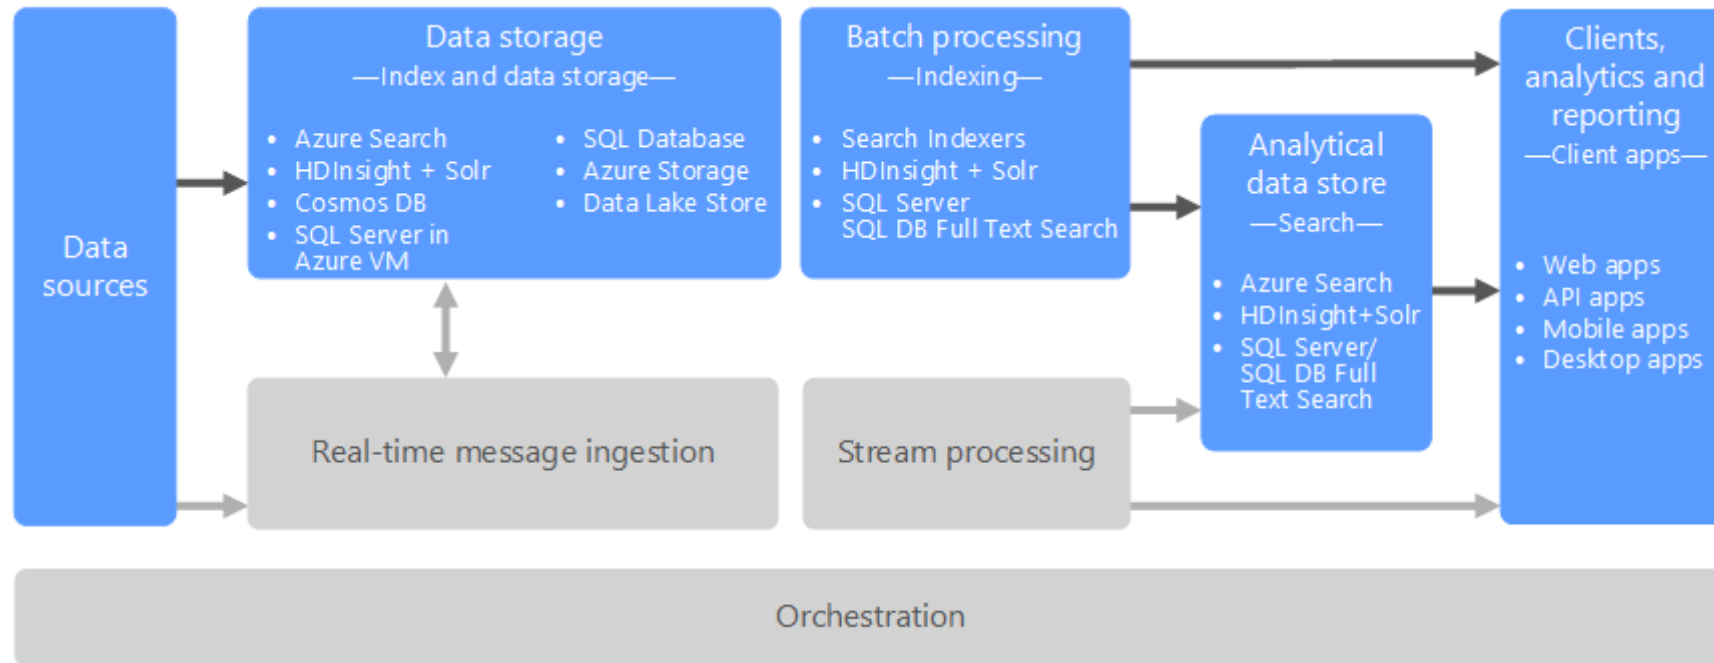 Data
sources
Data storage
—Index and data storage—
• Azure Search
• HDInsight + Solr
• Cosmos DB
• SQL Server in
Azure VM
• SQL Database
• Azure Storage
• Data Lake Store
Real-time message ingestion
Batch processing
—Indexing—
• Search Indexers
• HDInsight + Solr
• SQL Server
SQL DB Full Text Search
Stream processing
Analytical
data store
—Search—
• Azure Search
• HDInsight+Solr
• SQL Server/
SQL DB Full
Text Search
Clients,
analytics and
reporting
—Client apps—
• Web apps
• API apps
• Mobile apps
• Desktop apps
Orchestration